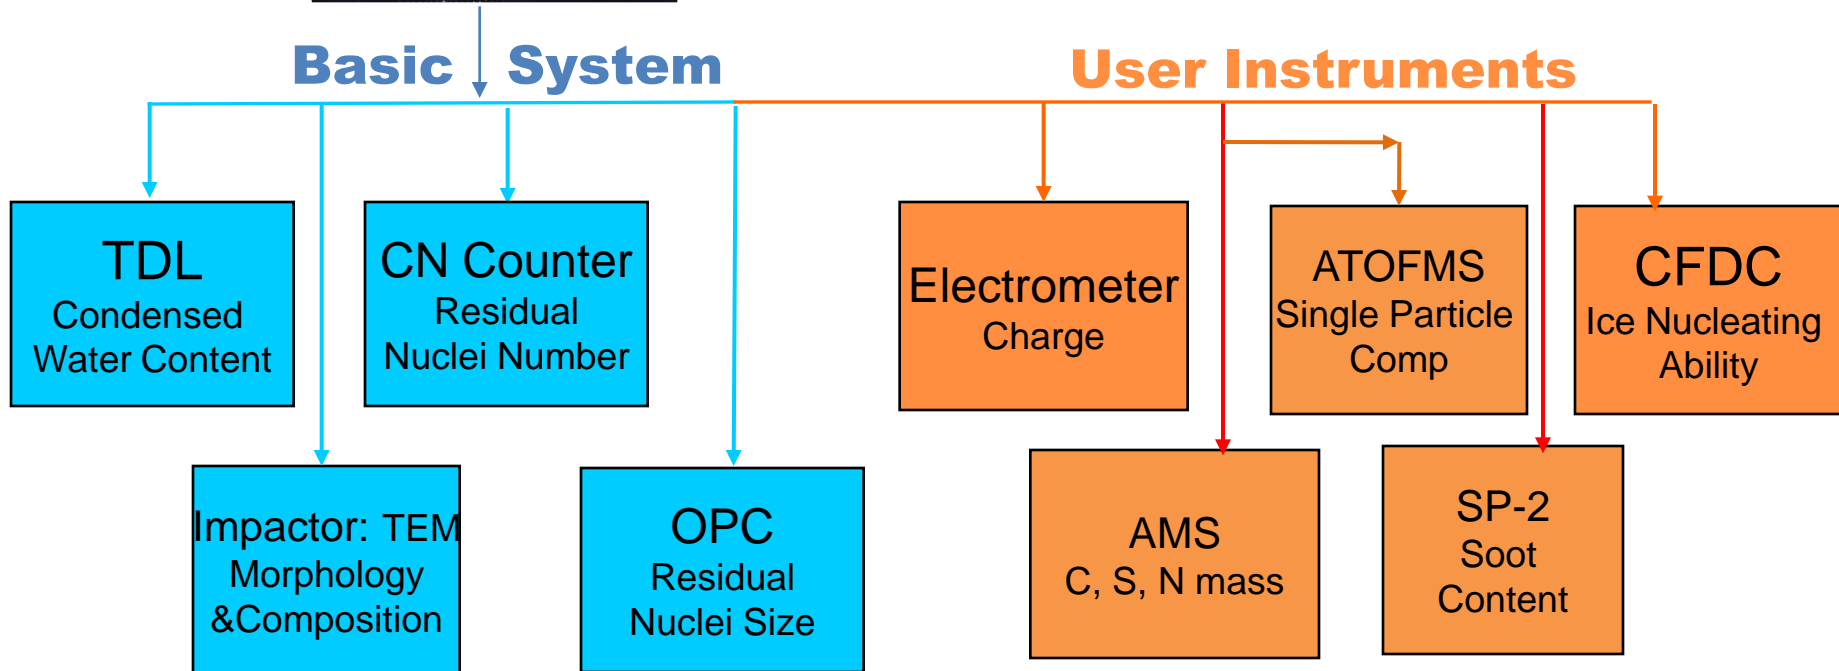 Basic System
User Instruments
TDL
Condensed
Water Content
CN Counter
Residual
Nuclei Number
Electrometer
Charge
ATOFMS
Single Particle
Comp
CFDC
Ice Nucleating
Ability
Impactor: TEM
Morphology
&Composition
OPC
Residual
Nuclei Size
AMS
C, S, N mass
SP-2
Soot
Content